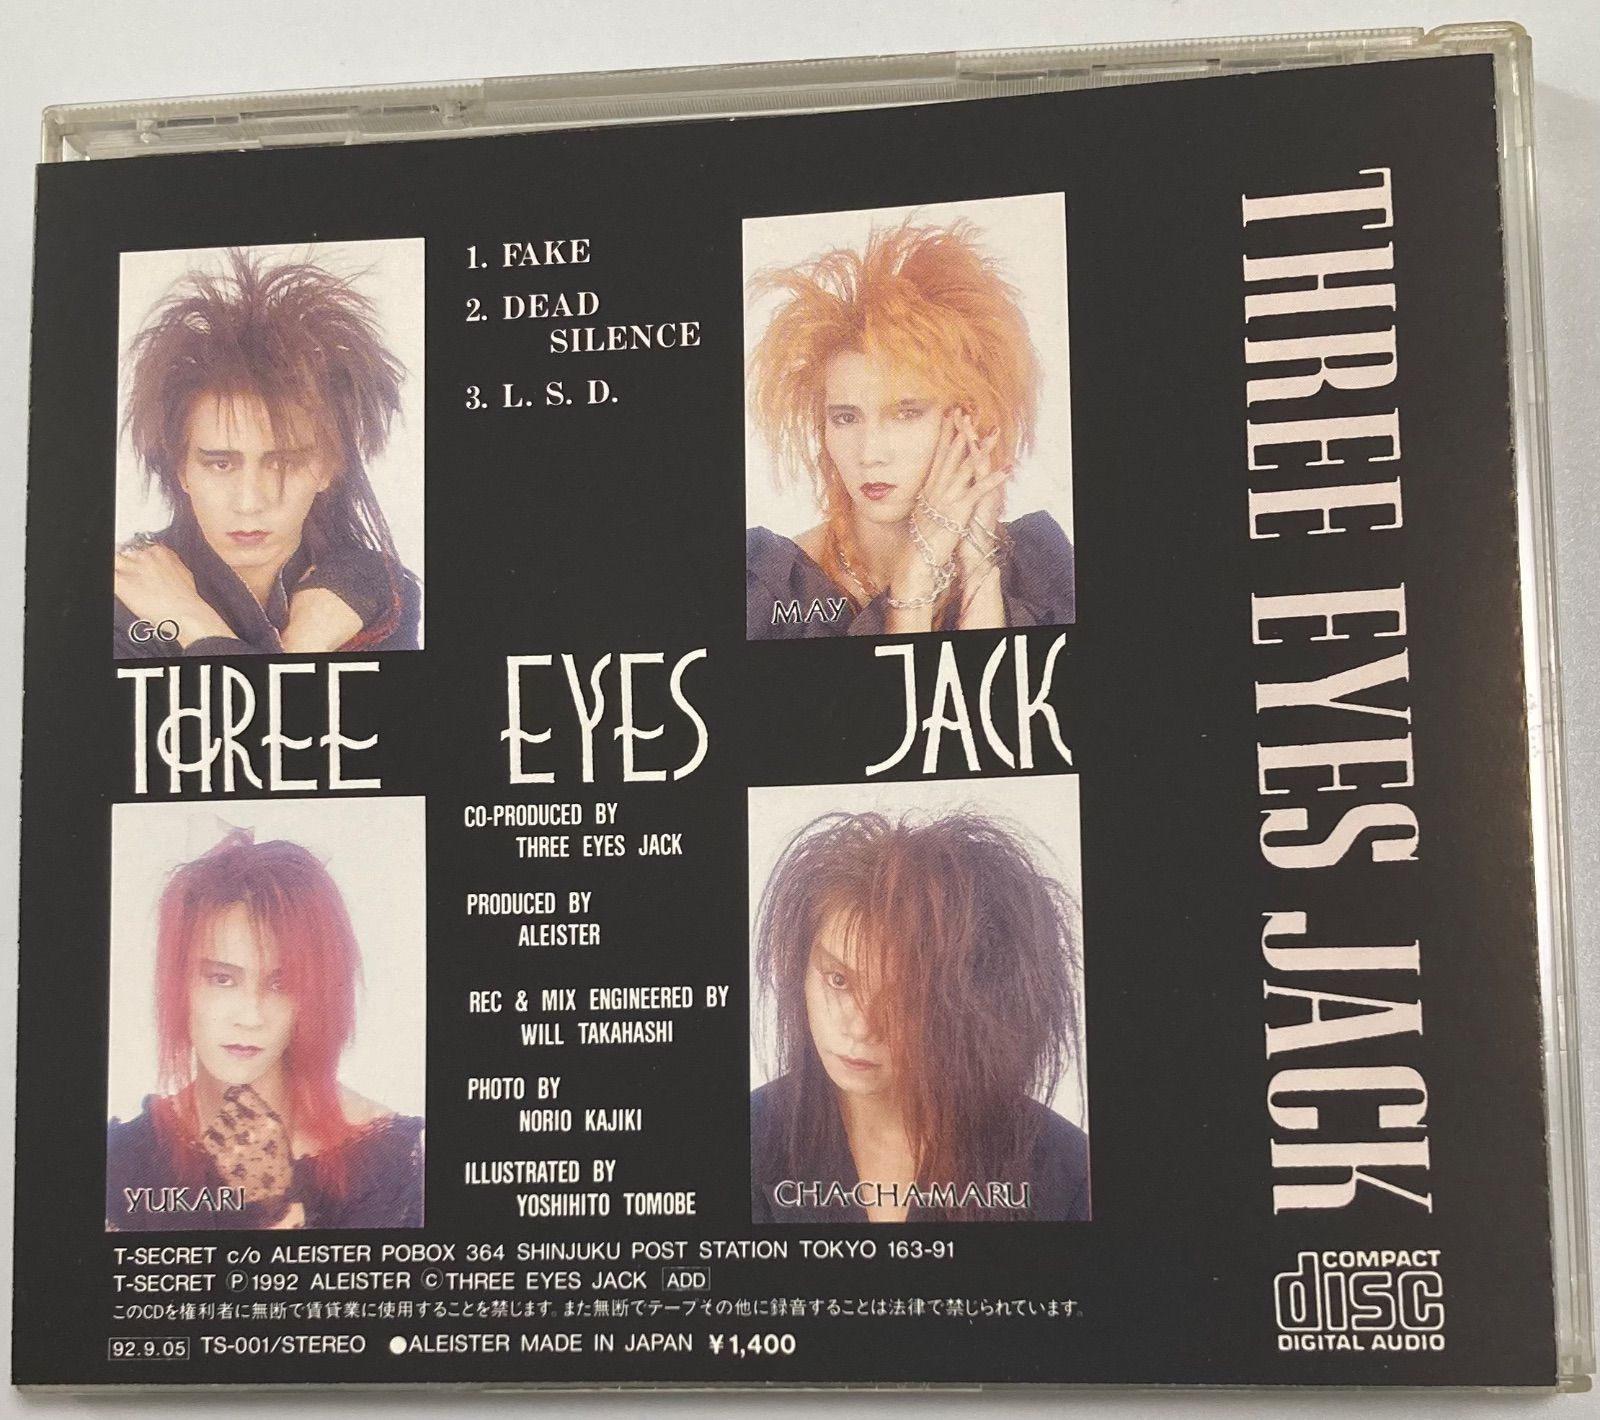 1. FAKE
2. DEAD
SILENCE
3. L. S. D.
GO
MAY
THREE EYES JACK
CO-PRODUCED BY
THREE EYES JACK
PRODUCED BY
ALEISTER
REC & MIX ENGINEERED BY
WILL TAKAHASHI
PHOTO BY
NORIO KAJIKI
ILLUSTRATED BY
YOSHIHITO TOMOBE
YUKARI
CHACHAMARU
T-SECRET c/o ALEISTER POBOX 364 SHINJUKU POST STATION TOKYO 163-91
T-SECRET Ⓟ1992 ALEISTER ©THREE EYES JACK ADD
このCDを権利者に無断で賃貸業に使用することを禁じます。また無断でテープその他に録音することは法律で禁じられています。
92.9.05 TS-001/STEREO ●ALEISTER MADE IN JAPAN ¥1,400
THREE EYES JACK
COMPACT
disc
DIGITAL AUDIO